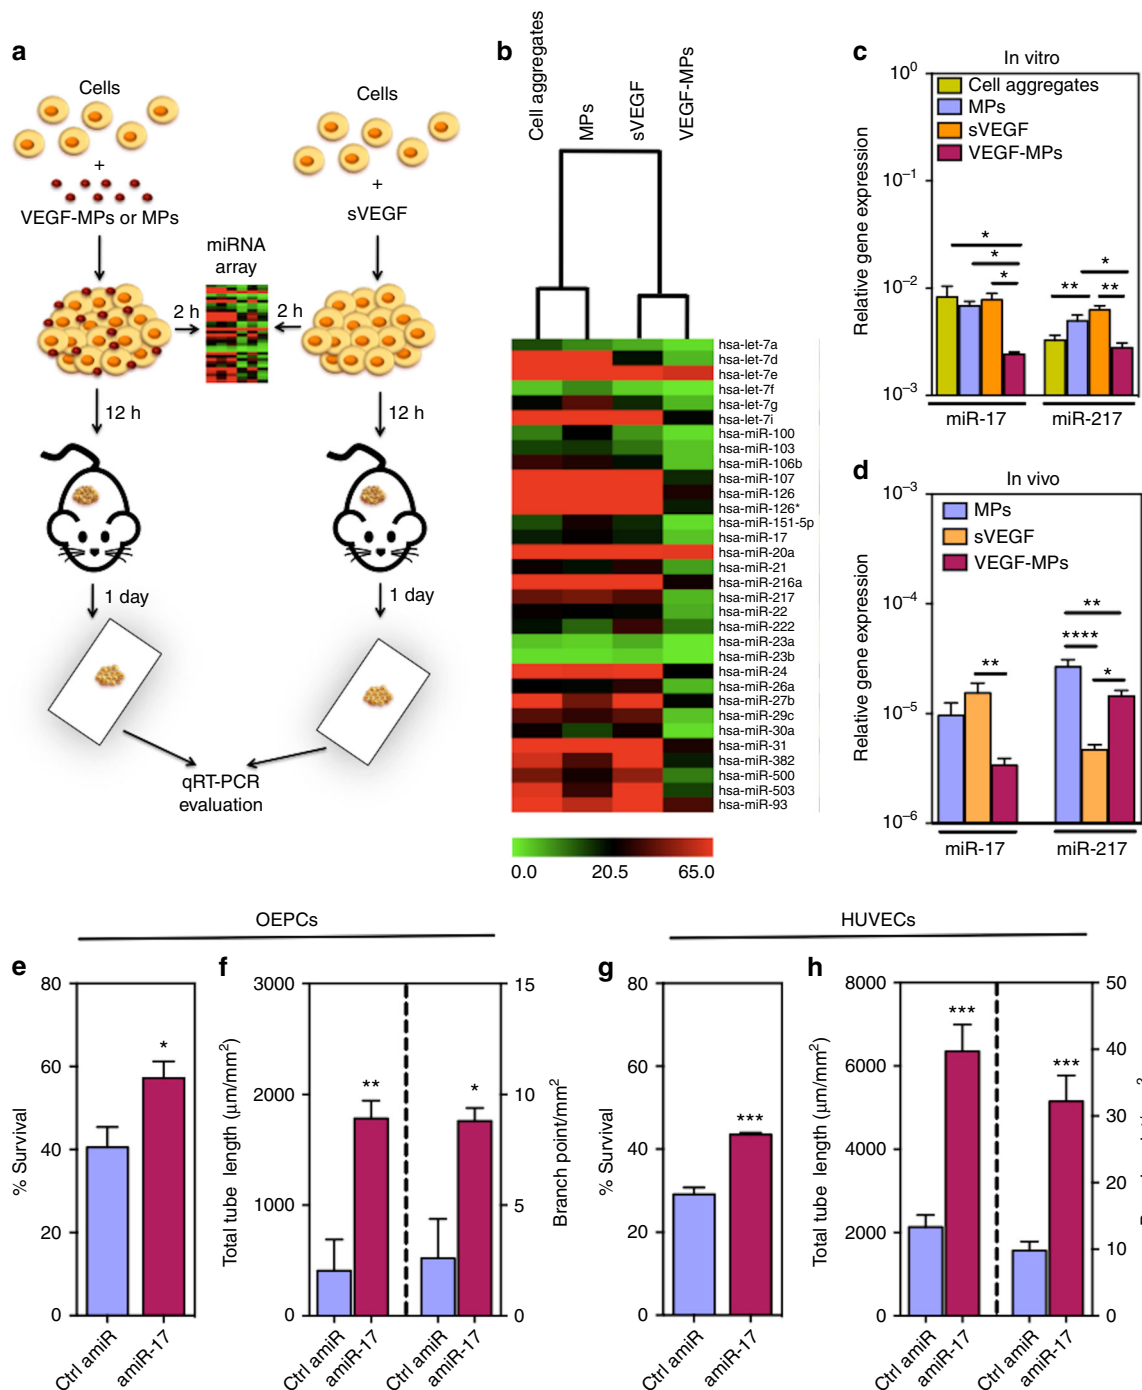 a
Cells
+
VEGF-MPs or MPs
Cells
+
sVEGF
miRNA
array
2 h
2 h
12 h
12 h
1 day
1 day
qRT-PCR
evaluation
b
Cell aggregates
MPs
sVEGF
VEGF-MPs
hsa-let-7a
hsa-let-7d
hsa-let-7e
hsa-let-7f
hsa-let-7g
hsa-let-7i
hsa-miR-100
hsa-miR-103
hsa-miR-106b
hsa-miR-107
hsa-miR-126
hsa-miR-126*
hsa-miR-151-5p
hsa-miR-17
hsa-miR-20a
hsa-miR-21
hsa-miR-216a
hsa-miR-217
hsa-miR-22
hsa-miR-222
hsa-miR-23a
hsa-miR-23b
hsa-miR-24
hsa-miR-26a
hsa-miR-27b
hsa-miR-29c
hsa-miR-30a
hsa-miR-31
hsa-miR-382
hsa-miR-500
hsa-miR-503
hsa-miR-93
0.0 20.5 65.0
c
In vitro
Relative gene expression
10⁰
10⁻¹
10⁻²
10⁻³
Cell aggregates
MPs
sVEGF
VEGF-MPs
*
*
*
*
** **
miR-17 miR-217
d
In vivo
Relative gene expression
10⁻³
10⁻⁴
10⁻⁵
10⁻⁶
MPs
sVEGF
VEGF-MPs
**
**
****
*
miR-17 miR-217
OEPCs
e
% Survival
80
60
40
20
0
*
Ctrl amiR
amiR-17
f
Total tube length (µm/mm²)
3000
2000
1000
0
**
*
15
10
5
0
Branch point/mm²
Ctrl amiR
amiR-17
Ctrl amiR
amiR-17
HUVECs
g
% Survival
80
60
40
20
0
***
Ctrl amiR
amiR-17
h
Total tube length (µm/mm²)
8000
6000
4000
2000
0
***
***
50
40
30
20
10
0
Ctrl amiR
amiR-17
Ctrl amiR
amiR-17